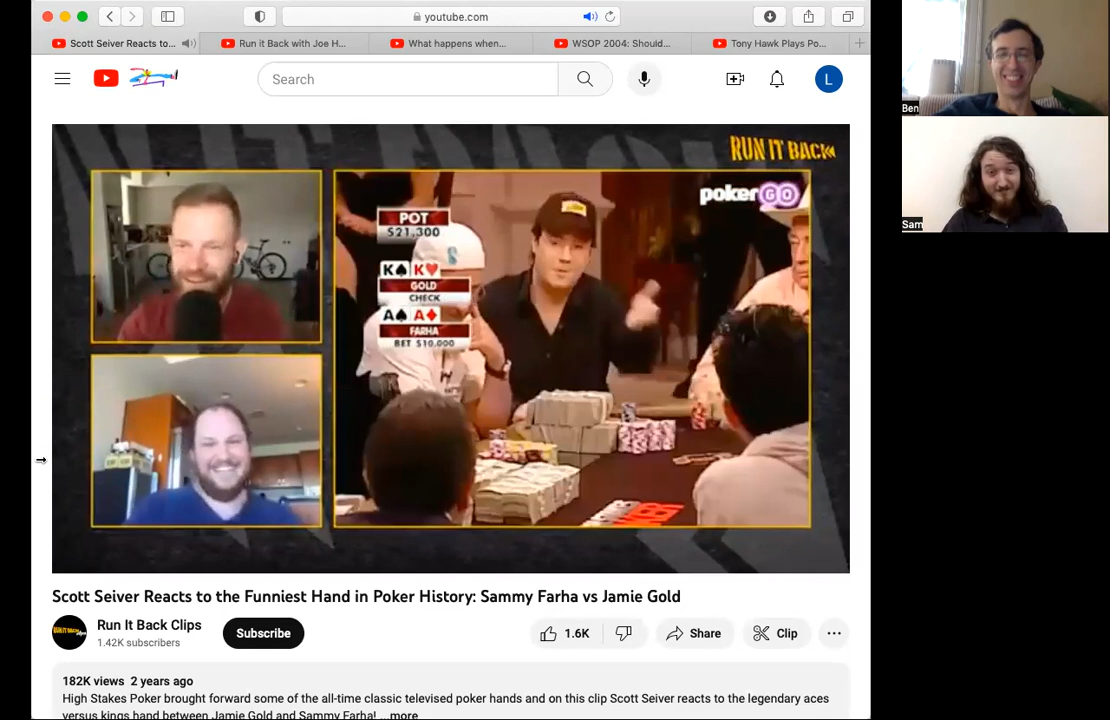 youtube.com
Scott Seiver Reacts to...
Run it Back with Joe H...
What happens when...
WSOP 2004: Should...
Tony Hawk Plays Po...
Search
L
Ben
Sam
RUN IT BACK
pokerGO
POT
$21,300
K♠ K♥
GOLD
CHECK
A♠ A♦
FARHA
BET $10,000
Scott Seiver Reacts to the Funniest Hand in Poker History: Sammy Farha vs Jamie Gold
Run It Back Clips
1.42K subscribers
Subscribe
1.6K
Share
Clip
182K views 2 years ago
High Stakes Poker brought forward some of the all-time classic televised poker hands and on this clip Scott Seiver reacts to the legendary aces
versus kings hand between Jamie Gold and Sammy Farha! ...more